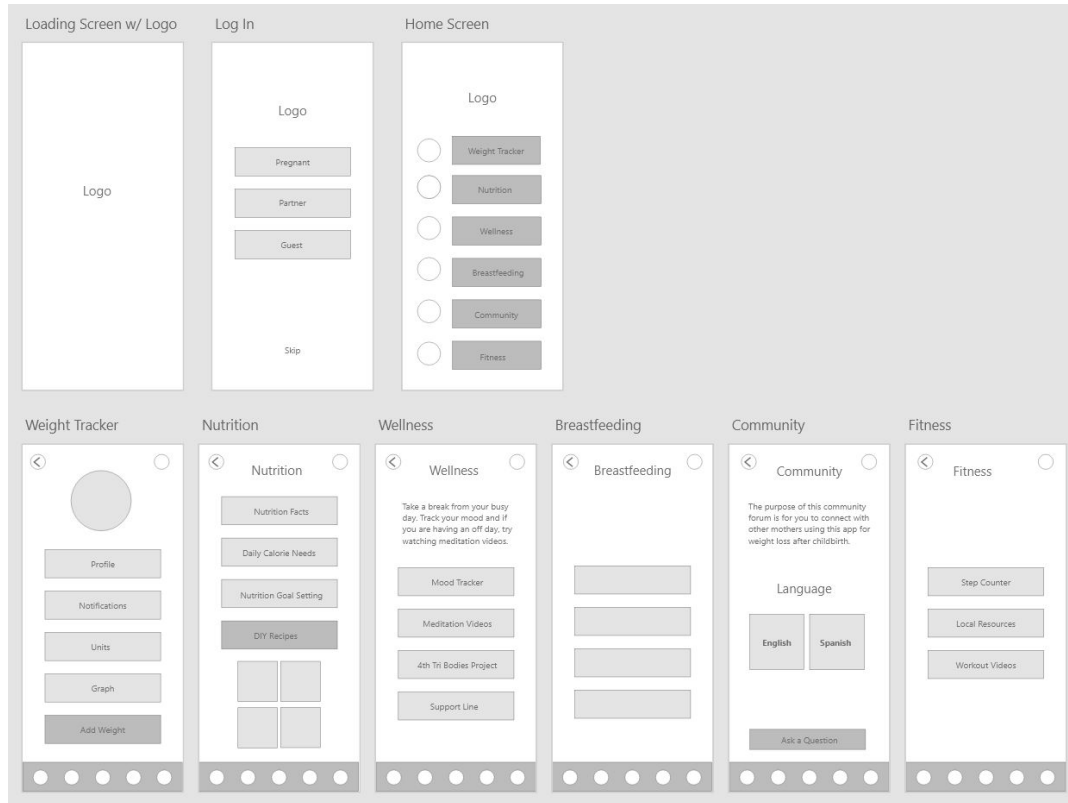 Loading Screen w/ Logo
Log In
Home Screen
Logo
Logo
Pregnant
Partner
Guest
Skip
Logo
Weight Tracker
Nutrition
Wellness
Breastfeeding
Community
Fitness
Weight Tracker
Nutrition
Wellness
Breastfeeding
Community
Fitness
Profile
Notifications
Units
Graph
Add Weight
Nutrition
Nutrition Facts
Daily Calorie Needs
Nutrition Goal Setting
DIY Recipes
Wellness
Take a break from your busy
day. Track your mood and if
you are having an off day, try
watching meditation videos.
Mood Tracker
Meditation Videos
4th Tri Bodies Project
Support Line
Breastfeeding
Community
The purpose of this community
forum is for you to connect with
other mothers using this app for
weight loss after childbirth.
Language
English
Spanish
Ask a Question
Fitness
Step Counter
Local Resources
Workout Videos